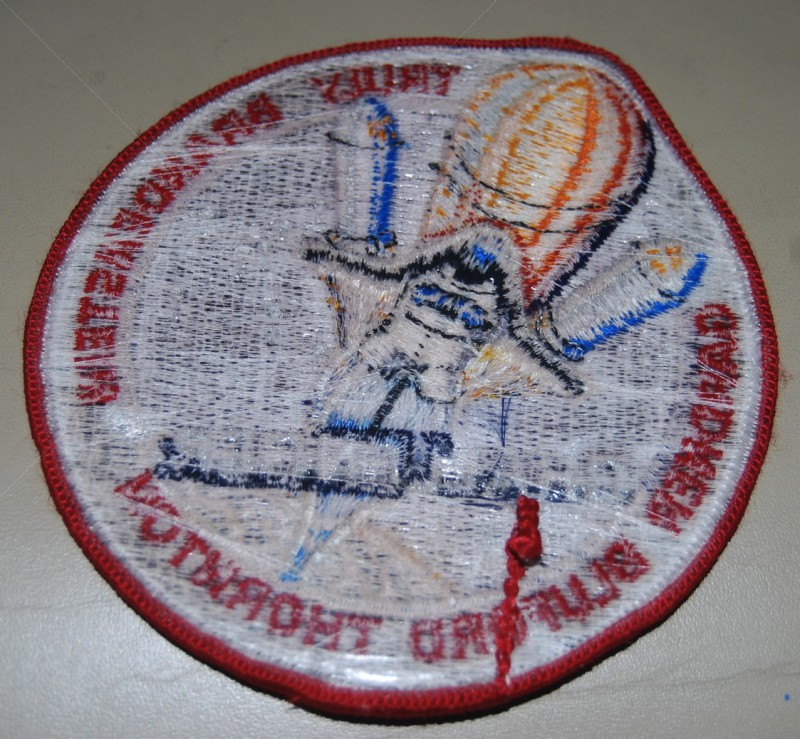 TRULY BRANDENSTEIN
GARDNER BLUFORD THORNTON